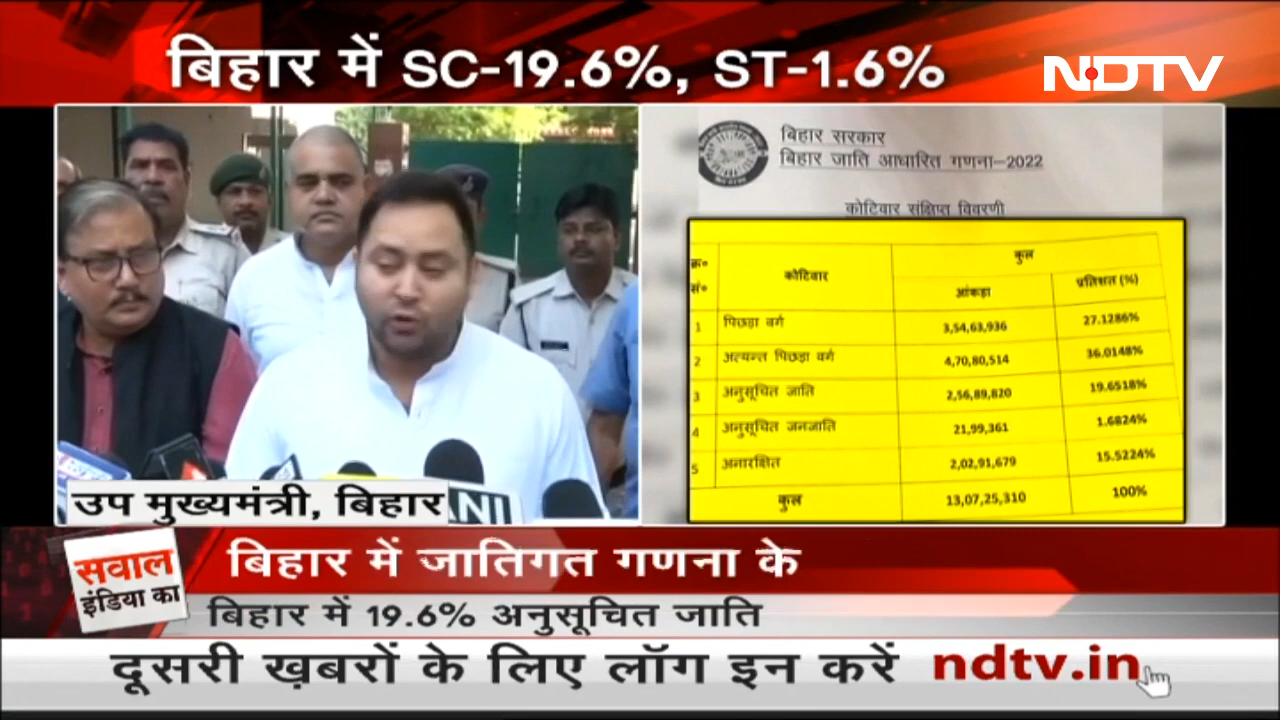 बिहार में SC-19.6%, ST-1.6%
NDTV
बिहार सरकार
बिहार जाति आधारित गणना–2022
कोटिवार संक्षिप्त विवरणी
क्र० सं० कोटिवार कुल
आंकड़ा प्रतिशत (%)
1 पिछड़ा वर्ग 3,54,63,936 27.1286%
2 अत्यन्त पिछड़ा वर्ग 4,70,80,514 36.0148%
3 अनुसूचित जाति 2,56,89,820 19.6518%
4 अनुसूचित जनजाति 21,99,361 1.6824%
5 अनारक्षित 2,02,91,679 15.5224%
कुल 13,07,25,310 100%
ANI
उप मुख्यमंत्री, बिहार
सवाल
इंडिया का
बिहार में जातिगत गणना के
बिहार में 19.6% अनुसूचित जाति
दूसरी ख़बरों के लिए लॉग इन करें ndtv.in